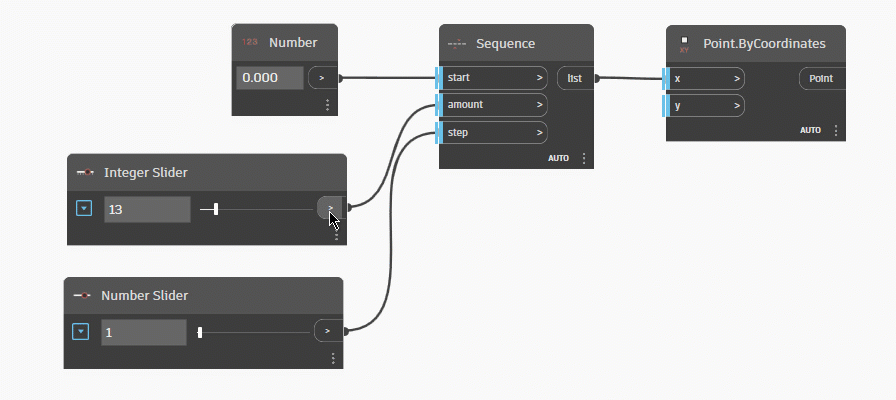 123 Number
0.000 >
Sequence
start >
list
amount >
step >
AUTO
XY
Point.ByCoordinates
x >
Point
y >
AUTO
Integer Slider
13 >
Number Slider
1 >